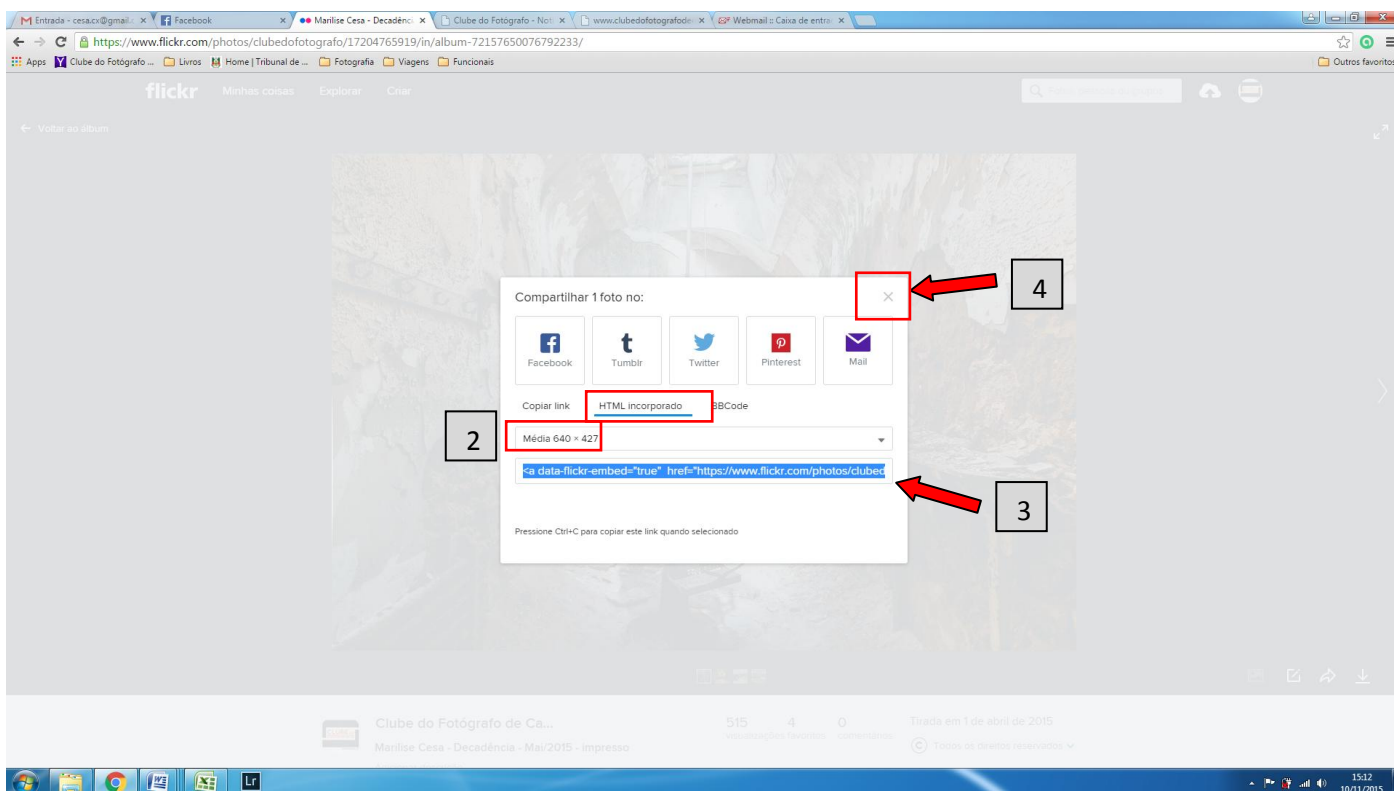 Entrada - cesa.cx@gmail.c
Facebook
Marilise Cesa - Decadênci
Clube do Fotógrafo - Noti
www.clubedofotografode
Webmail :: Caixa de entra
https://www.flickr.com/photos/clubedofotografo/17204765919/in/album-72157650076792233/
Apps Clube do Fotógrafo ... Livros Home | Tribunal de ... Fotografia Viagens Funcionais Outros favoritos
flickr Minhas coisas Explorar Criar
Voltar ao álbum
Compartilhar 1 foto no:
4
Facebook Tumblr Twitter Pinterest Mail
Copiar link HTML incorporado BBCode
2
Média 640 × 427
<a data-flickr-embed="true" href="https://www.flickr.com/photos/clubed
3
Pressione Ctrl+C para copiar este link quando selecionado
Clube do Fotógrafo de Ca...
Marilise Cesa - Decadência - Mai/2015 - Impresso
515 4 0
Tirada em 1 de abril de 2015
Todos os direitos reservados
Lr
15:12
10/11/2015